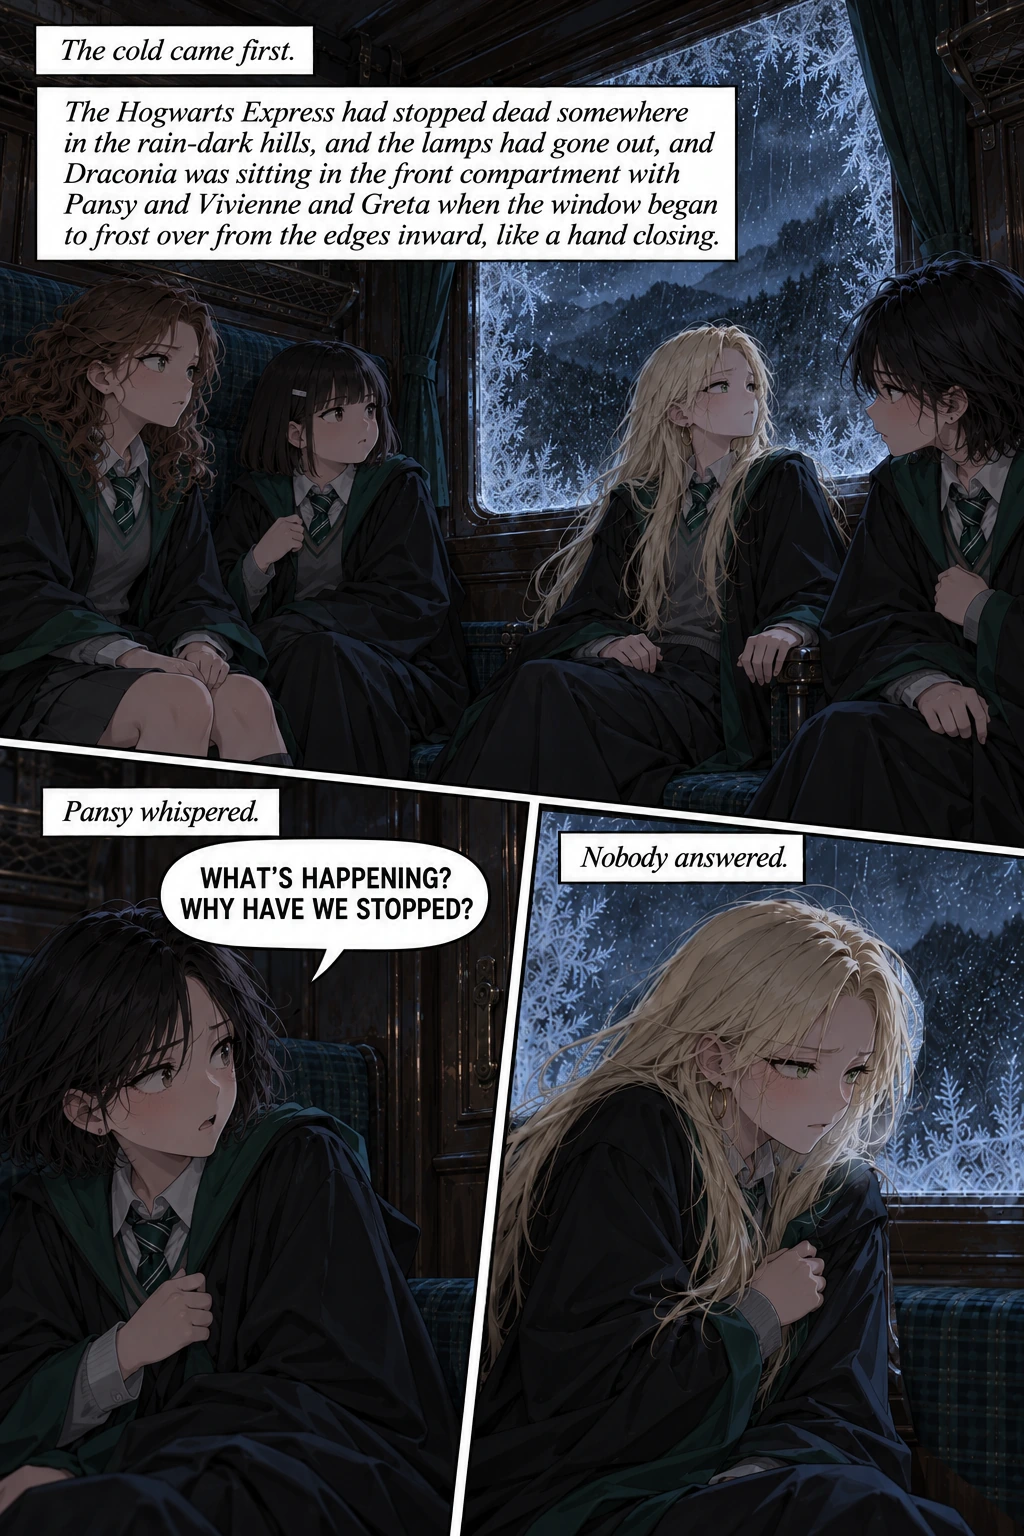 The cold came first.
The Hogwarts Express had stopped dead somewhere
in the rain-dark hills, and the lamps had gone out, and
Draconia was sitting in the front compartment with
Pansy and Vivienne and Greta when the window began
to frost over from the edges inward, like a hand closing.
Pansy whispered.
WHAT'S HAPPENING?
WHY HAVE WE STOPPED?
Nobody answered.